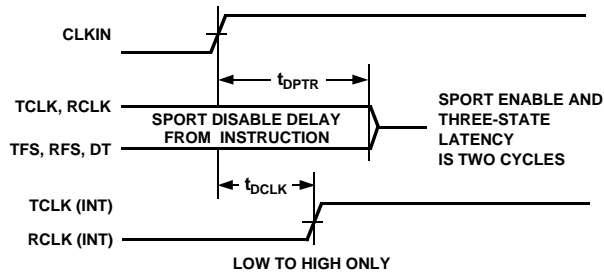 CLKIN
tDPTR
TCLK, RCLK
SPORT DISABLE DELAY
FROM INSTRUCTION
TFS, RFS, DT
SPORT ENABLE AND
THREE-STATE
LATENCY
IS TWO CYCLES
tDCLK
TCLK (INT)
RCLK (INT)
LOW TO HIGH ONLY